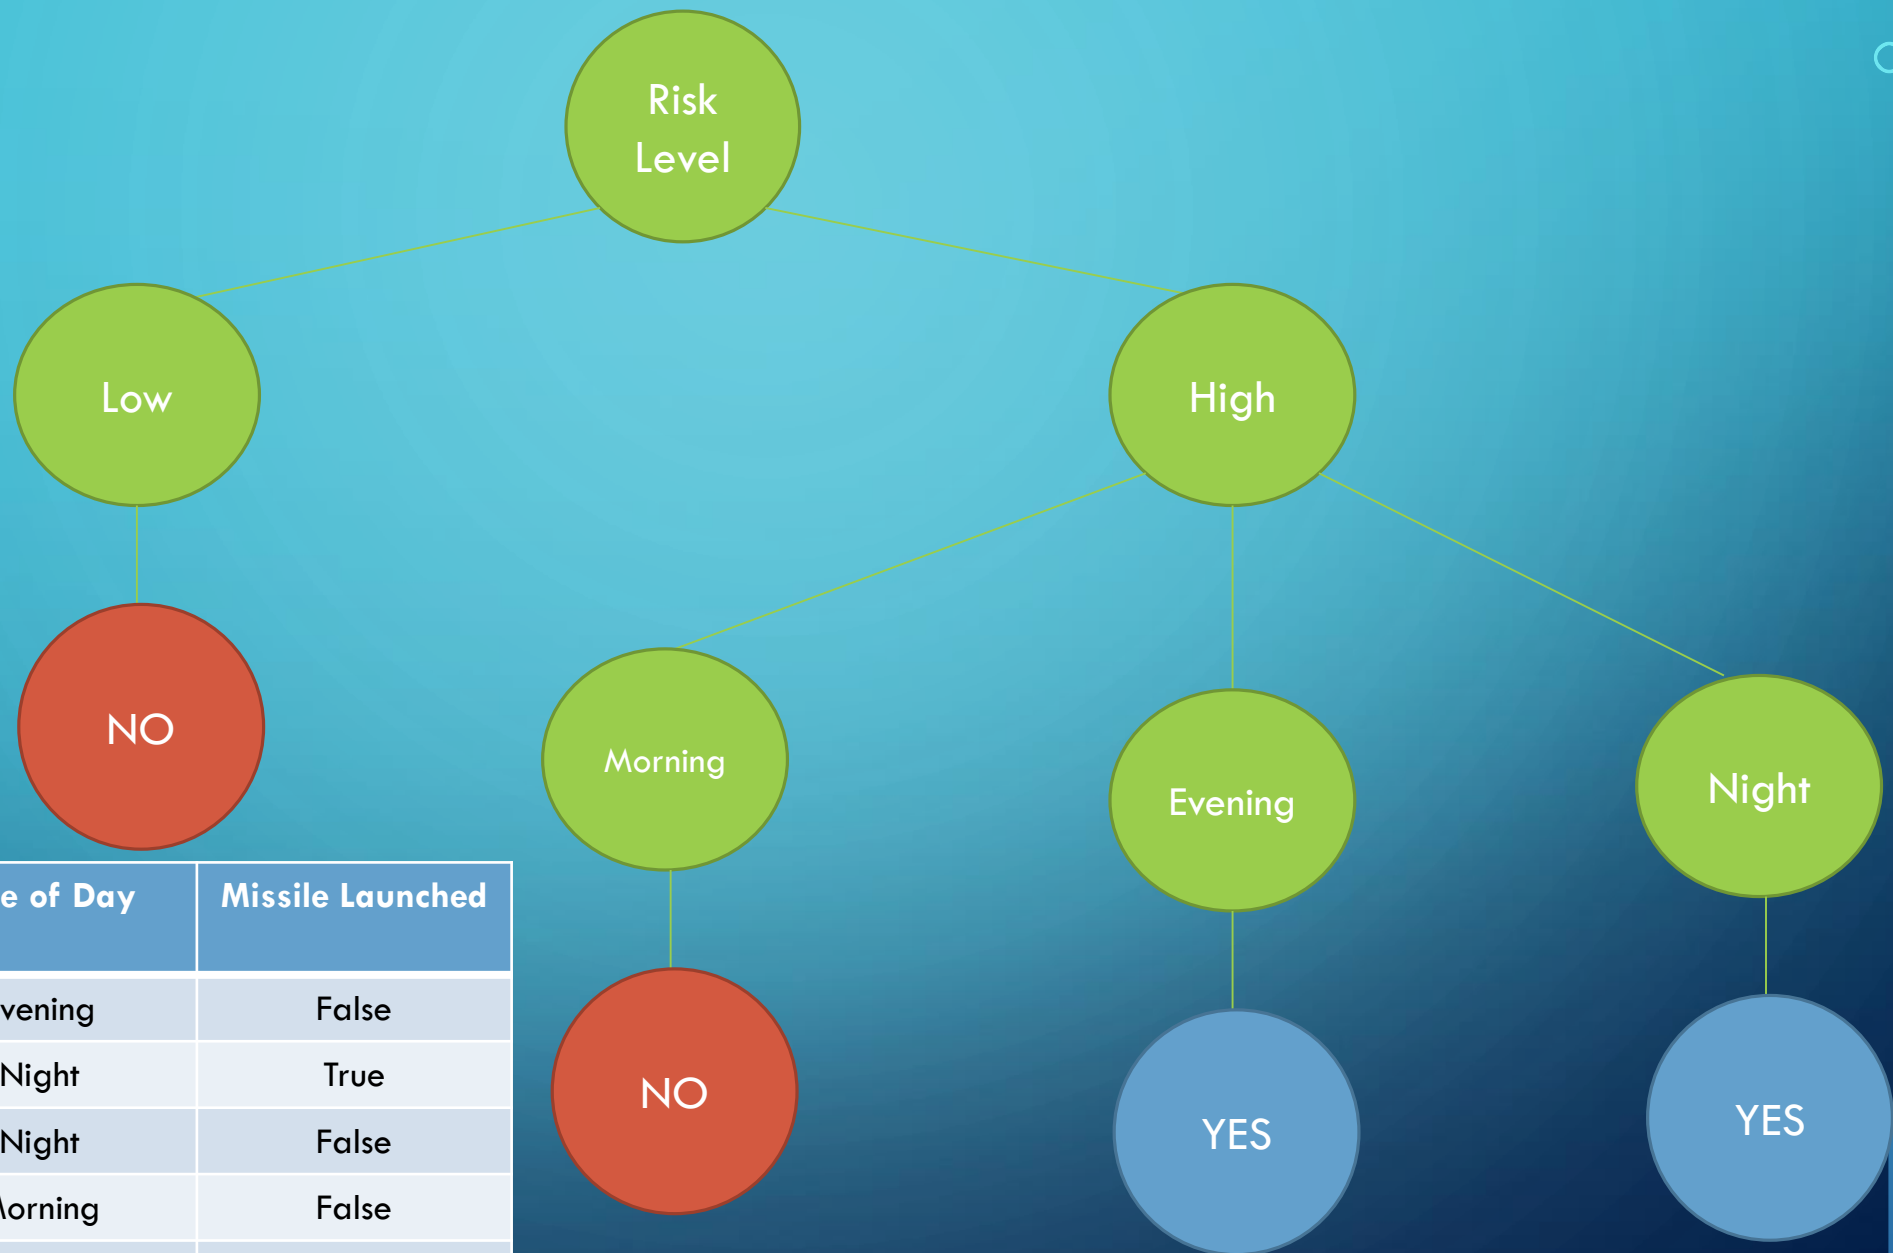 Risk
Level
Low
High
NO
Morning
Evening
Night
NO
YES
YES
e of Day Missile Launched
vening False
Night True
Night False
orning False